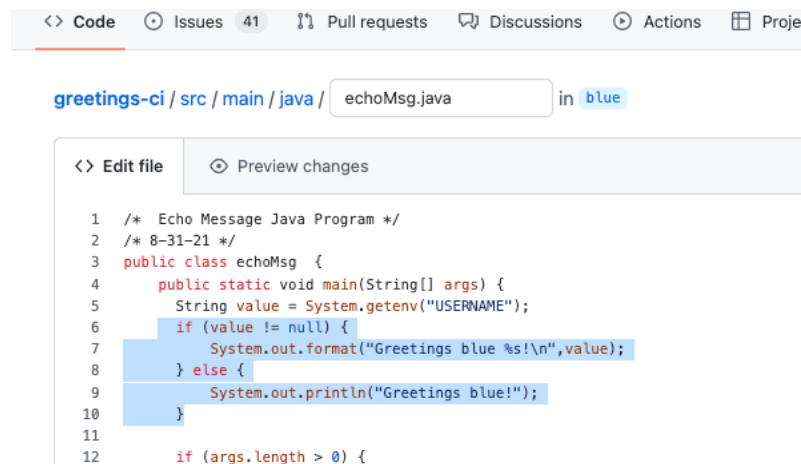 <> Code Issues 41 Pull requests Discussions Actions Proje
greetings-ci / src / main / java / echoMsg.java in blue
<> Edit file Preview changes
1 /*  Echo Message Java Program */
2 /* 8-31-21 */
3 public class echoMsg  {
4     public static void main(String[] args) {
5       String value = System.getenv("USERNAME");
6       if (value != null) {
7           System.out.format("Greetings blue %s!\n",value);
8       } else {
9           System.out.println("Greetings blue!");
10       }
11
12       if (args.length > 0) {